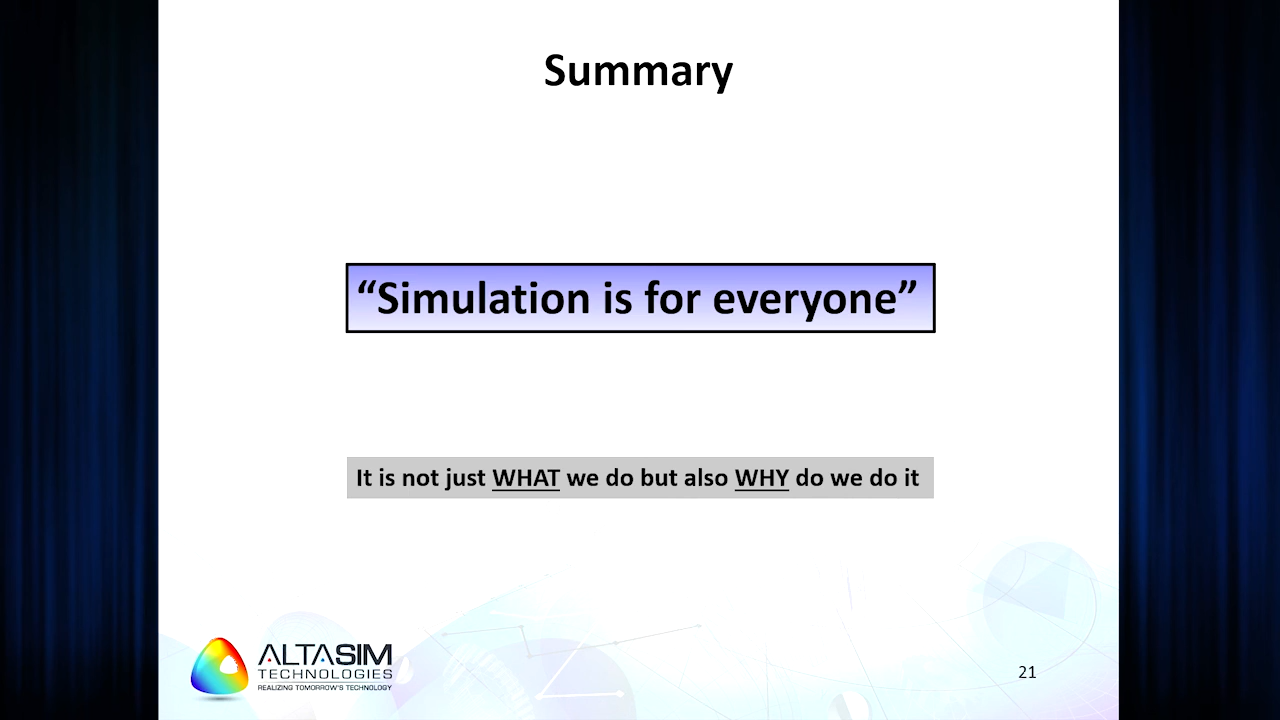 Summary
“Simulation is for everyone”
It is not just WHAT we do but also WHY do we do it
ALTASIM
TECHNOLOGIES
REALIZING TOMORROW'S TECHNOLOGY
21